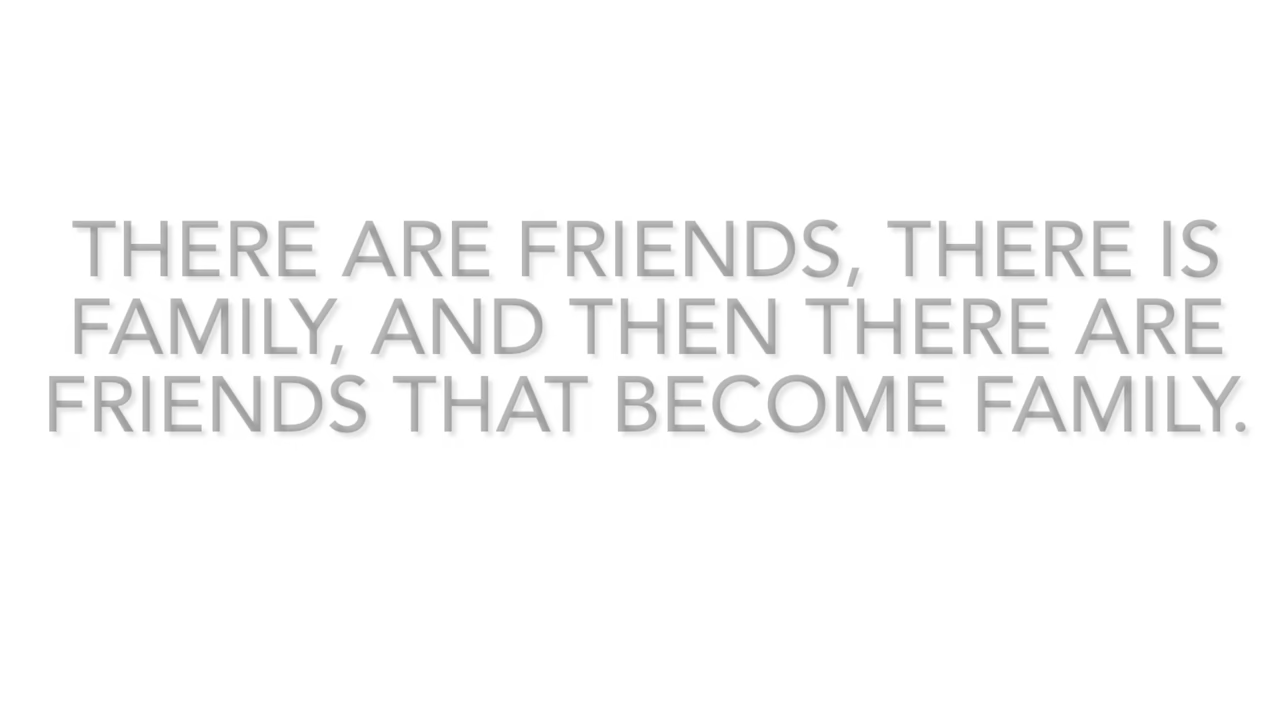 THERE ARE FRIENDS, THERE IS
FAMILY, AND THEN THERE ARE
FRIENDS THAT BECOME FAMILY.